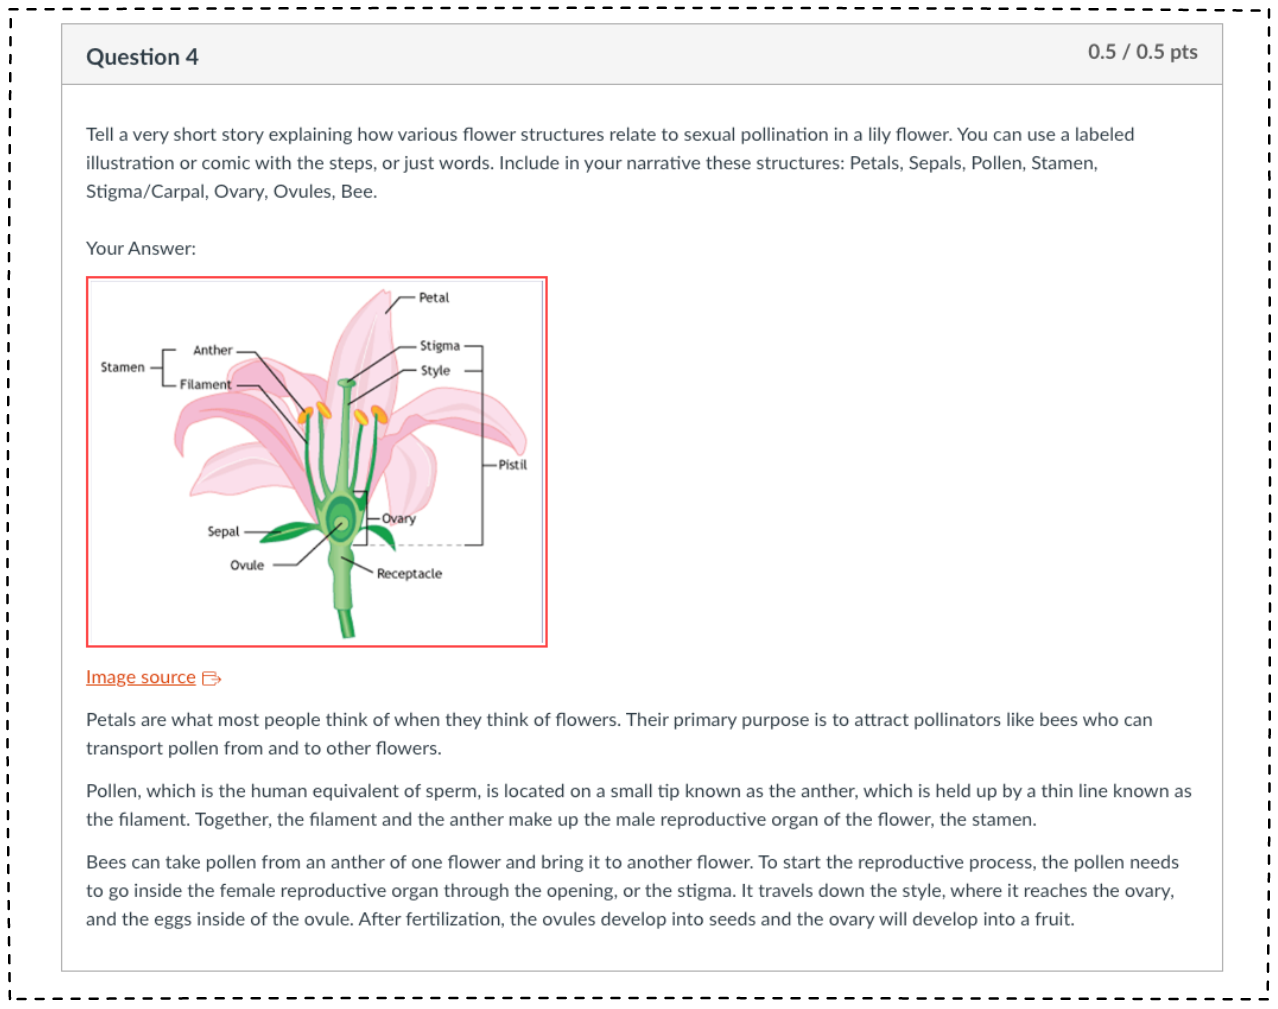 Question 4
0.5 / 0.5 pts
Tell a very short story explaining how various flower structures relate to sexual pollination in a lily flower. You can use a labeled
illustration or comic with the steps, or just words. Include in your narrative these structures: Petals, Sepals, Pollen, Stamen,
Stigma/Carpal, Ovary, Ovules, Bee.
Your Answer:
Petal
Anther
Stigma
Stamen
Style
Filament
Pistil
Ovary
Sepal
Ovule
Receptacle
Image source
Petals are what most people think of when they think of flowers. Their primary purpose is to attract pollinators like bees who can
transport pollen from and to other flowers.
Pollen, which is the human equivalent of sperm, is located on a small tip known as the anther, which is held up by a thin line known as
the filament. Together, the filament and the anther make up the male reproductive organ of the flower, the stamen.
Bees can take pollen from an anther of one flower and bring it to another flower. To start the reproductive process, the pollen needs
to go inside the female reproductive organ through the opening, or the stigma. It travels down the style, where it reaches the ovary,
and the eggs inside of the ovule. After fertilization, the ovules develop into seeds and the ovary will develop into a fruit.